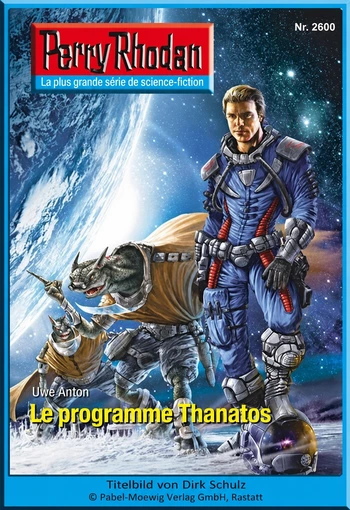 Nr. 2600
Perry Rhodan
La plus grande série de science-fiction
Uwe Anton
Le programme Thanatos
Titelbild von Dirk Schulz
© Pabel-Moewig Verlag GmbH, Rastatt